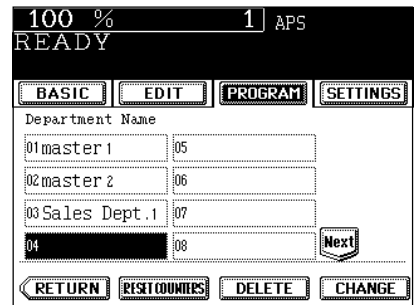 100 % 1 APS
READY
BASIC EDIT PROGRAM SETTINGS
Department Name
01 master 1 05
02 master 2 06
03 Sales Dept.1 07
04 08 Next
RETURN RESET COUNTERS DELETE CHANGE